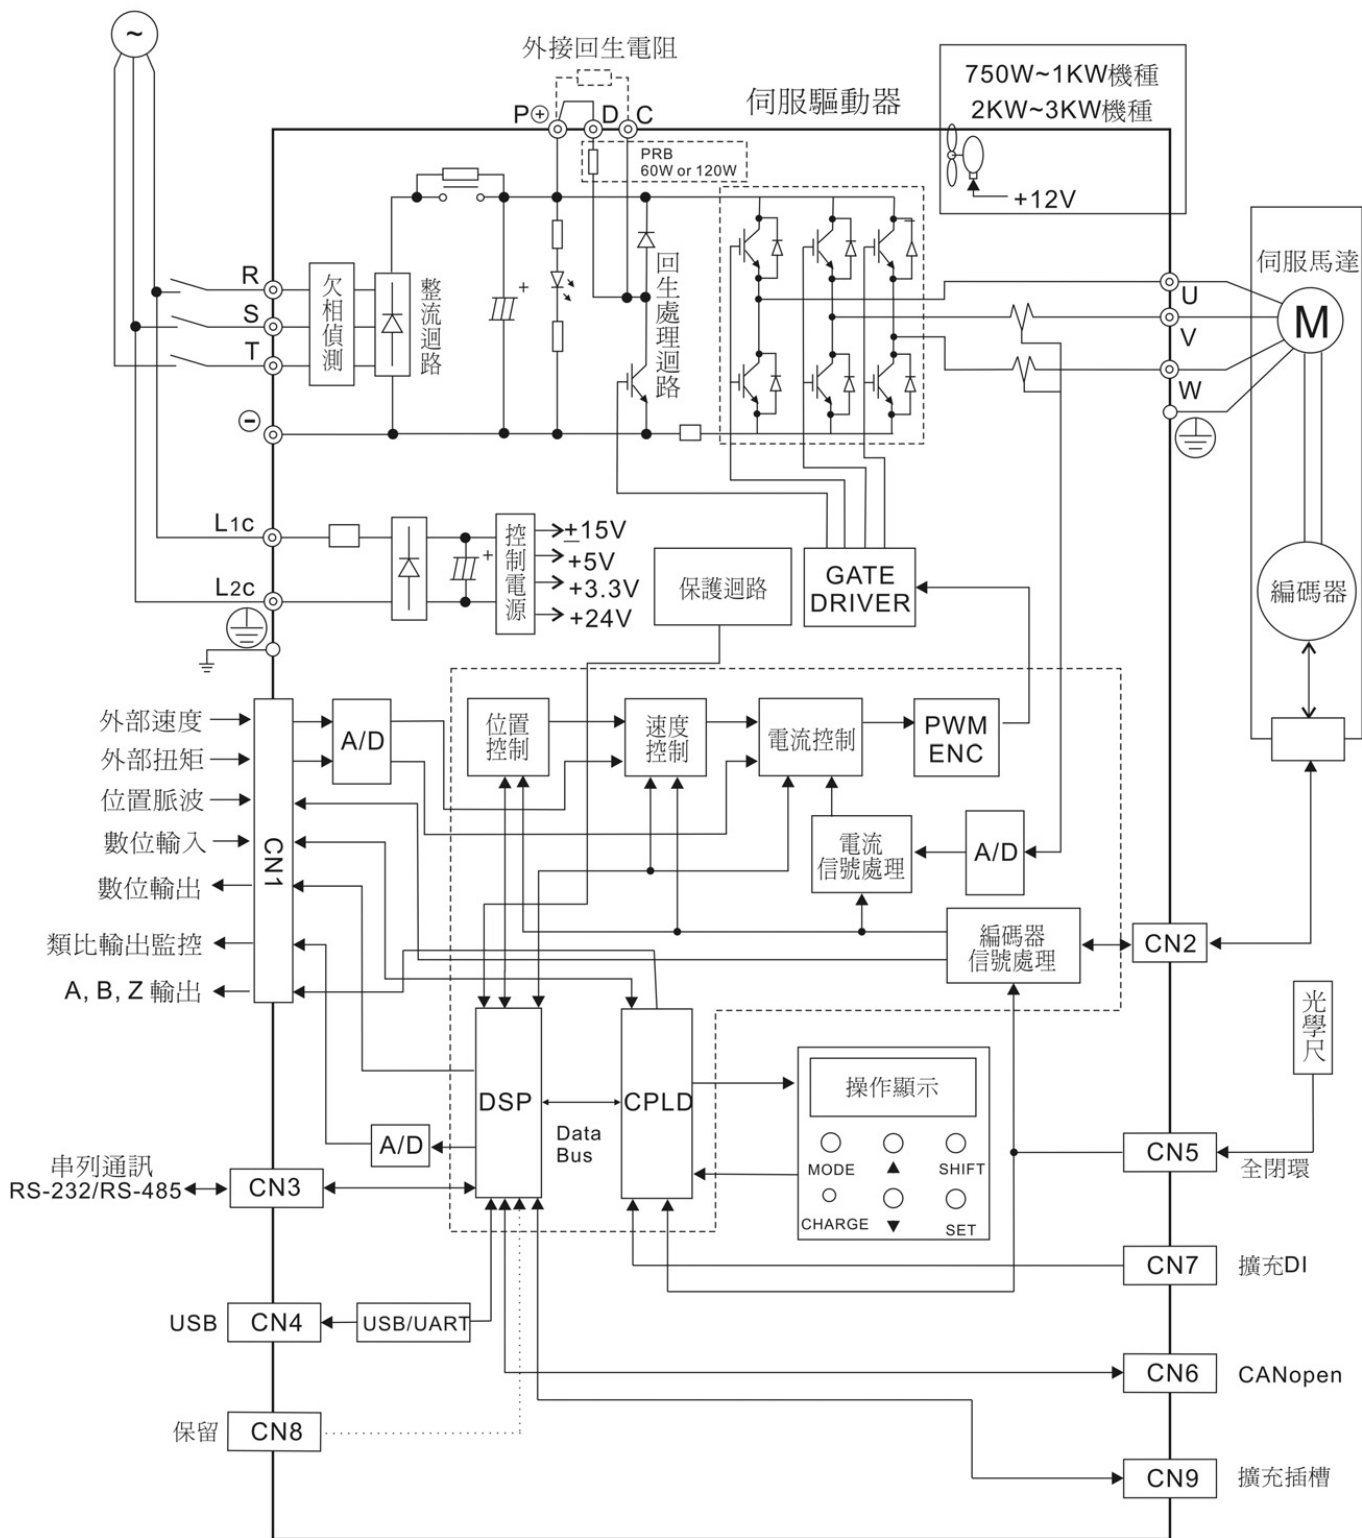 ~
外接回生電阻
750W~1KW機種
2KW~3KW機種
+12V
伺服驅動器
P⊕
D
C
PRB
60W or 120W
R
S
T
⊖
欠相偵測
整流迴路
+
回生處理迴路
伺服馬達
U
V
W
M
編碼器
L1c
L2c
+
控制電源
±15V
+5V
+3.3V
+24V
保護迴路
GATE
DRIVER
外部速度
外部扭矩
位置脈波
數位輸入
數位輸出
類比輸出監控
A, B, Z 輸出
CN1
A/D
位置
控制
速度
控制
電流控制
PWM
ENC
電流
信號處理
A/D
編碼器
信號處理
CN2
光學尺
DSP
Data
Bus
CPLD
A/D
操作顯示
MODE
▲
SHIFT
CHARGE
▼
SET
串列通訊
RS-232/RS-485
CN3
CN5
全閉環
CN7
擴充DI
USB
CN4
USB/UART
CN6
CANopen
保留
CN8
CN9
擴充插槽